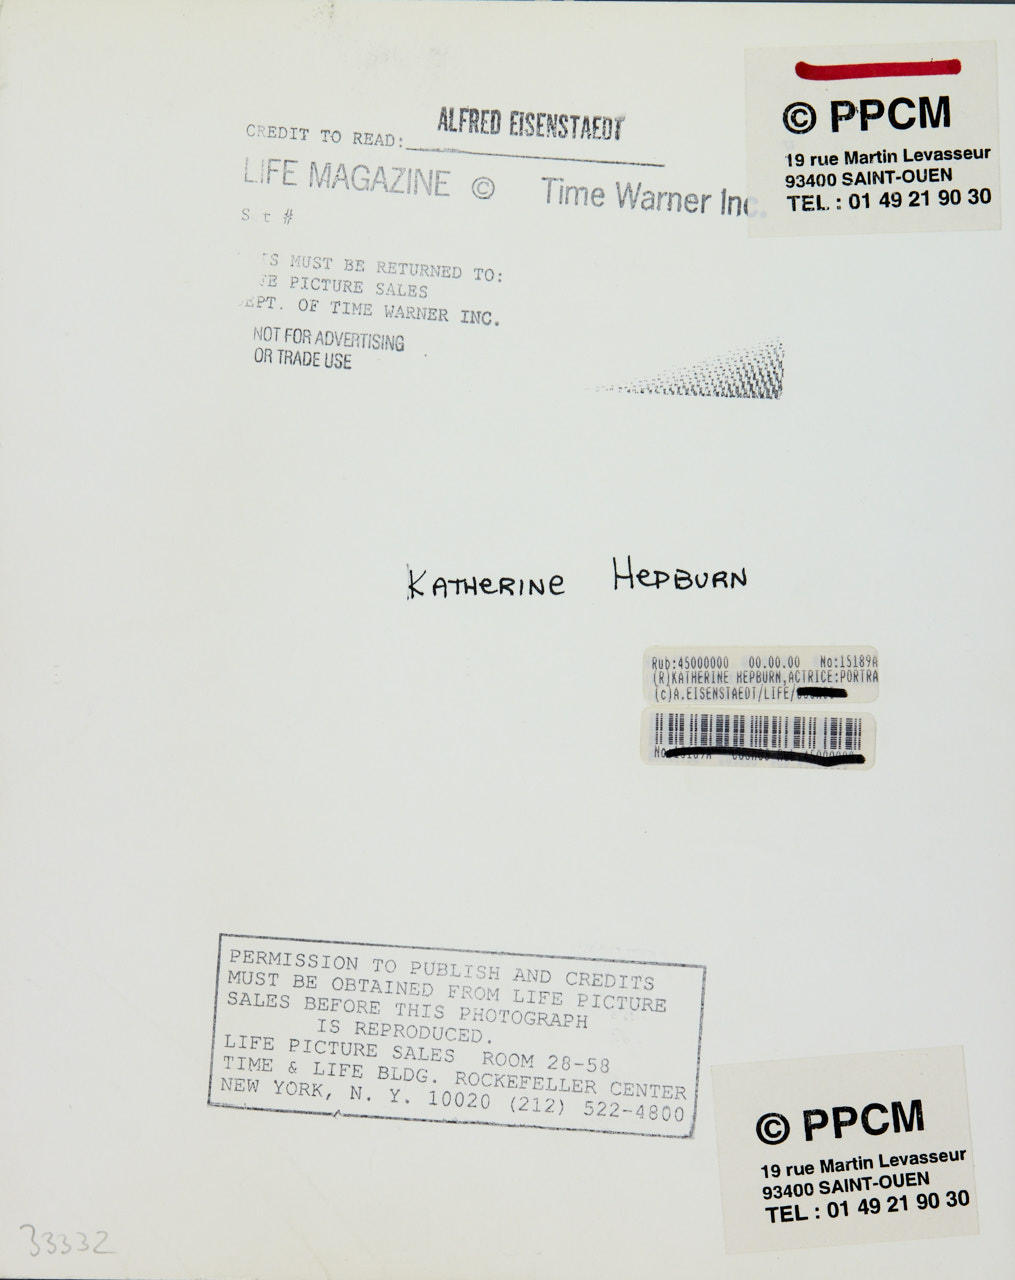 ALFRED EISENSTAEDT
CREDIT TO READ:
LIFE MAGAZINE © Time Warner Inc.
#
MUST BE RETURNED TO:
PICTURE SALES
OF TIME WARNER INC.
NOT FOR ADVERTISING
OR TRADE USE
© PPCM
19 rue Martin Levasseur
93400 SAINT-OUEN
TEL. : 01 49 21 90 30
KATHERINE HEPBURN
Rub:45000000 00.00.00 No:15189A
(R)KATHERINE HEPBURN,ACTRICE:PORTRA
(c)A.EISENSTAEDT/LIFE/
PERMISSION TO PUBLISH AND CREDITS
MUST BE OBTAINED FROM LIFE PICTURE
SALES BEFORE THIS PHOTOGRAPH
IS REPRODUCED.
LIFE PICTURE SALES ROOM 28-58
TIME & LIFE BLDG. ROCKEFELLER CENTER
NEW YORK, N. Y. 10020 (212) 522-4800
© PPCM
19 rue Martin Levasseur
93400 SAINT-OUEN
TEL : 01 49 21 90 30
33332